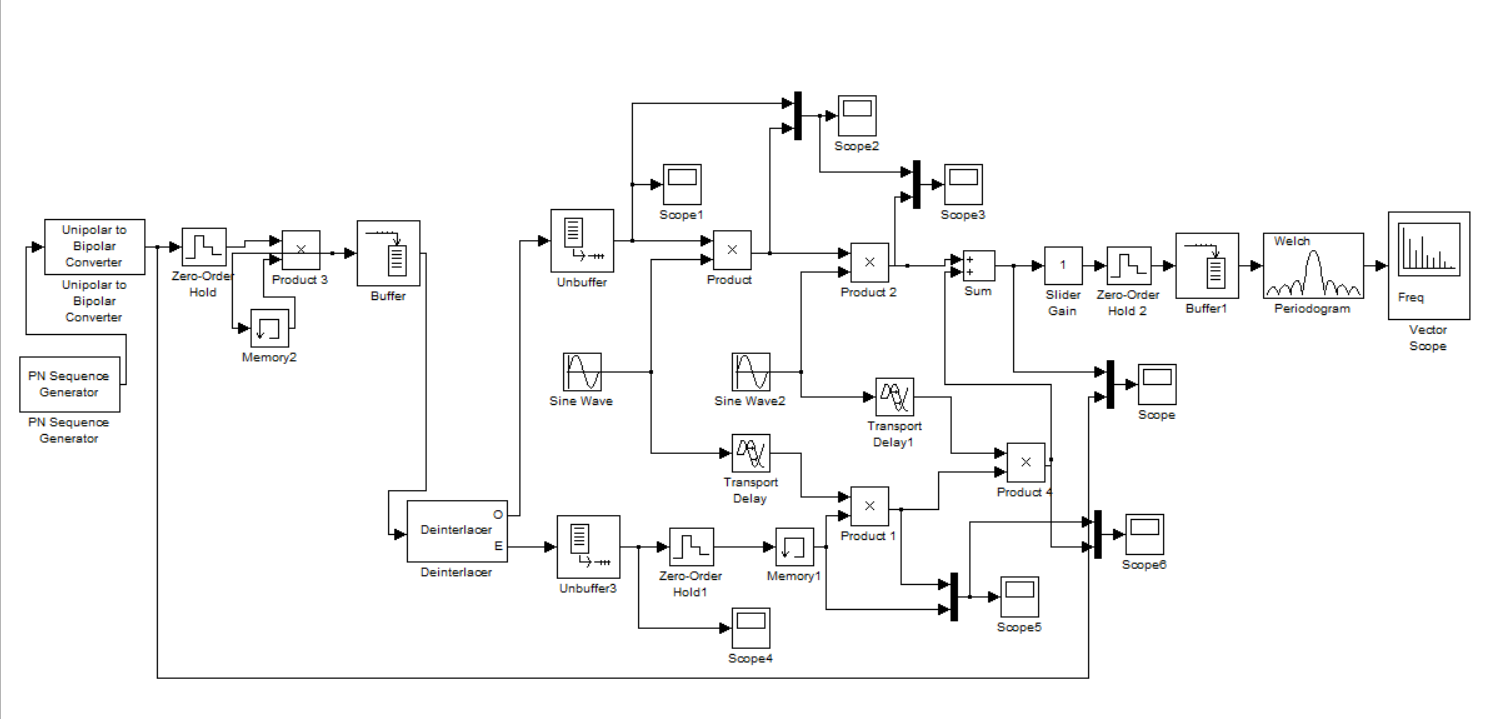 Scope2
Scope1
Scope3
Unipolar to
Bipolar
Converter
Unipolar to
Bipolar
Converter
Zero-Order
Hold
Product 3
Buffer
Memory2
PN Sequence
Generator
PN Sequence
Generator
Unbuffer
Product
Product 2
+
+
Sum
1
Slider
Gain
Zero-Order
Hold 2
Buffer1
Welch
Periodogram
Freq
Vector
Scope
Sine Wave
Sine Wave2
Transport
Delay1
Scope
Transport
Delay
Product 4
Deinterlacer
O
E
Deinterlacer
Unbuffer3
Zero-Order
Hold1
Memory1
Product 1
Scope6
Scope5
Scope4